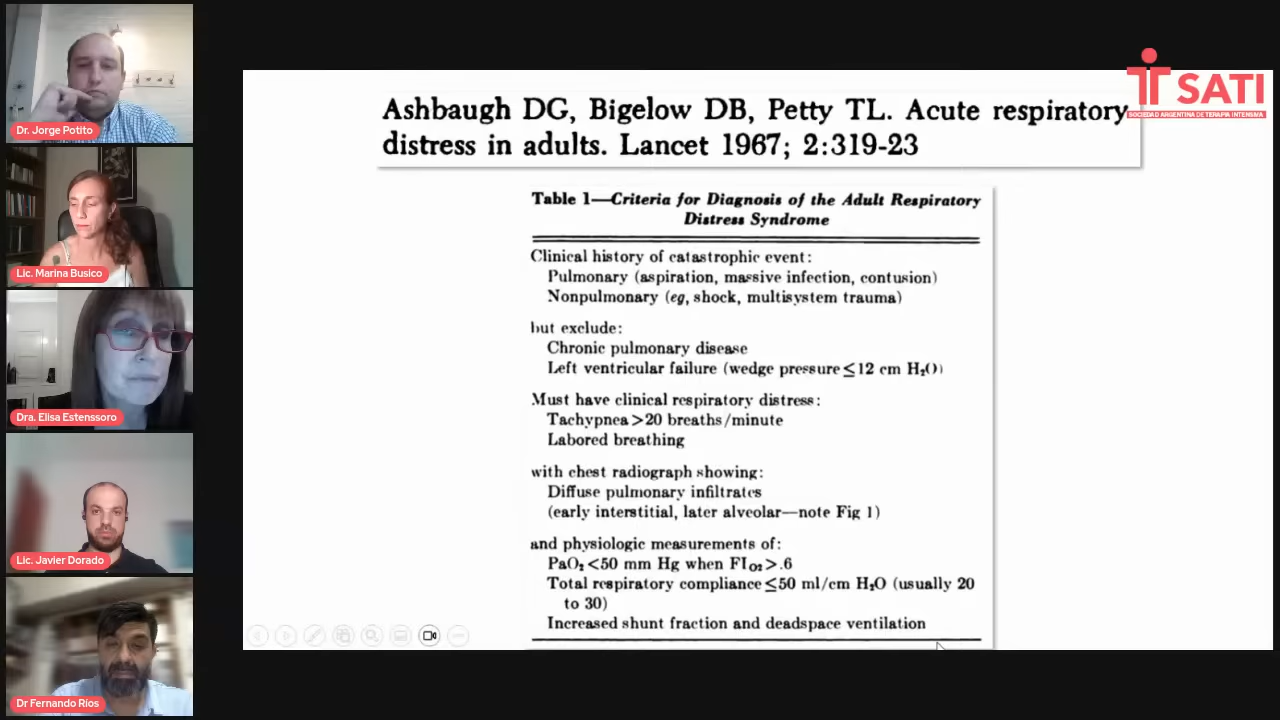 Dr. Jorge Potito
Lic. Marina Busico
Dra. Elisa Estenssoro
Lic. Javier Dorado
Dr Fernando Ríos
SATI
SOCIEDAD ARGENTINA DE TERAPIA INTENSIVA
Ashbaugh DG, Bigelow DB, Petty TL. Acute respiratory
distress in adults. Lancet 1967; 2:319-23
Table 1—Criteria for Diagnosis of the Adult Respiratory
Distress Syndrome
Clinical history of catastrophic event:
Pulmonary (aspiration, massive infection, contusion)
Nonpulmonary (eg, shock, multisystem trauma)
but exclude:
Chronic pulmonary disease
Left ventricular failure (wedge pressure ≤12 cm H₂O)
Must have clinical respiratory distress:
Tachypnea >20 breaths/minute
Labored breathing
with chest radiograph showing:
Diffuse pulmonary infiltrates
(early interstitial, later alveolar—note Fig 1)
and physiologic measurements of:
PaO₂ <50 mm Hg when FIO₂ >.6
Total respiratory compliance ≤50 ml/cm H₂O (usually 20
to 30)
Increased shunt fraction and deadspace ventilation